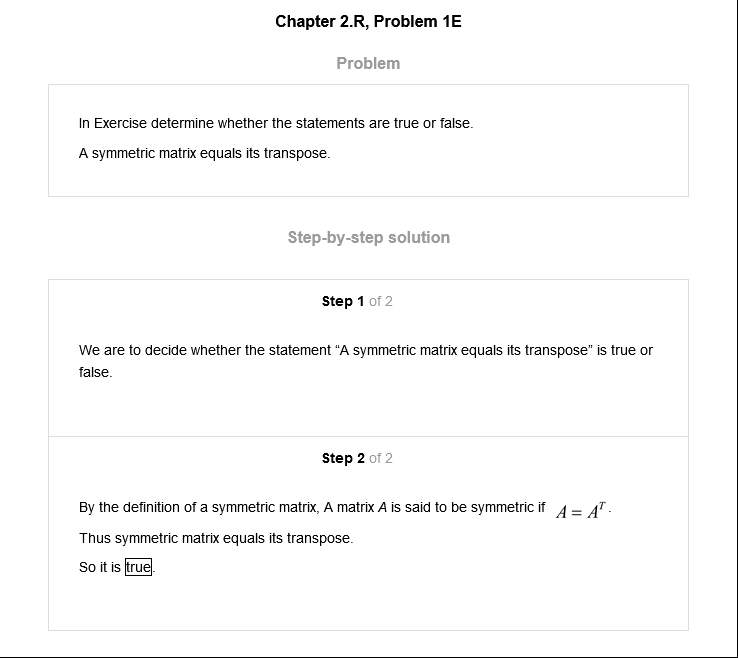 Chapter 2.R, Problem 1E
Problem
In Exercise determine whether the statements are true or false.
A symmetric matrix equals its transpose.
Step-by-step solution
Step 1 of 2
We are to decide whether the statement “A symmetric matrix equals its transpose” is true or
false.
Step 2 of 2
By the definition of a symmetric matrix, A matrix A is said to be symmetric if A = Aᵀ.
Thus symmetric matrix equals its transpose.
So it is true.